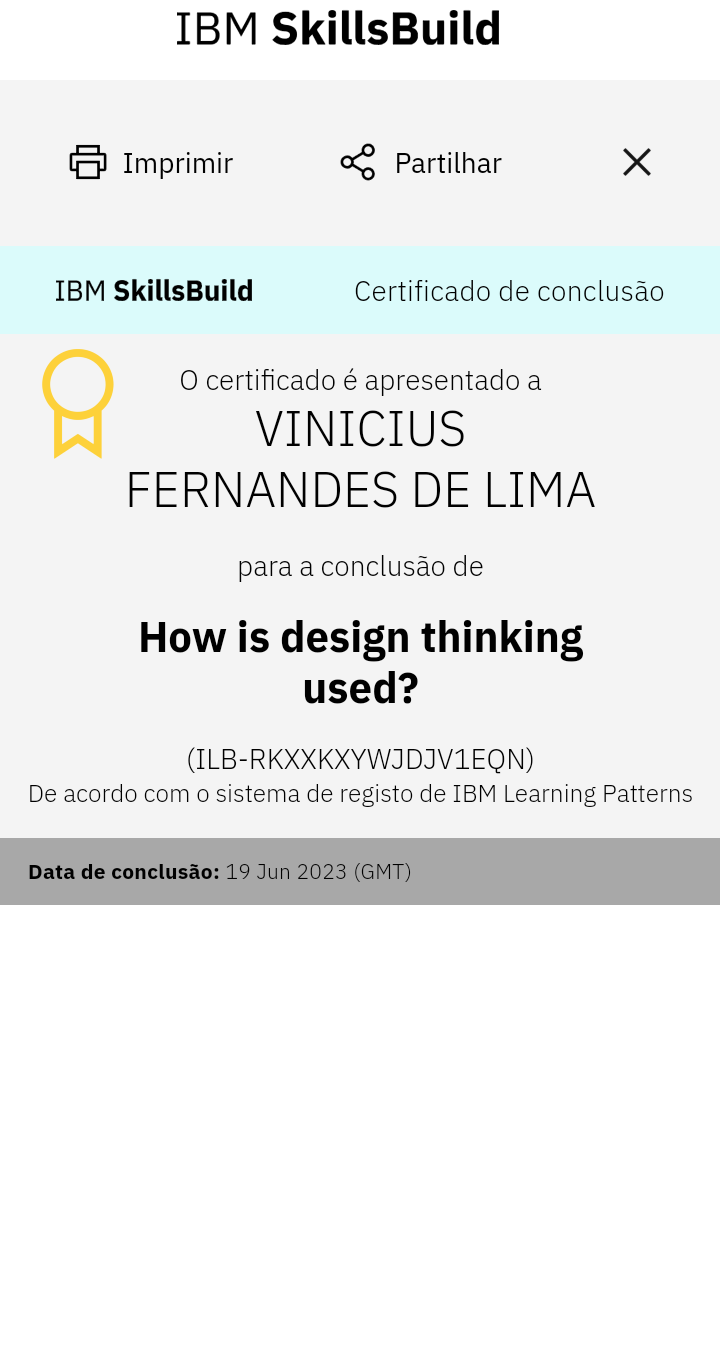 IBM SkillsBuild
Imprimir
Partilhar
IBM SkillsBuild
Certificado de conclusão
O certificado é apresentado a
VINICIUS
FERNANDES DE LIMA
para a conclusão de
How is design thinking
used?
(ILB-RKXXKXYWJDJV1EQN)
De acordo com o sistema de registo de IBM Learning Patterns
Data de conclusão: 19 Jun 2023 (GMT)